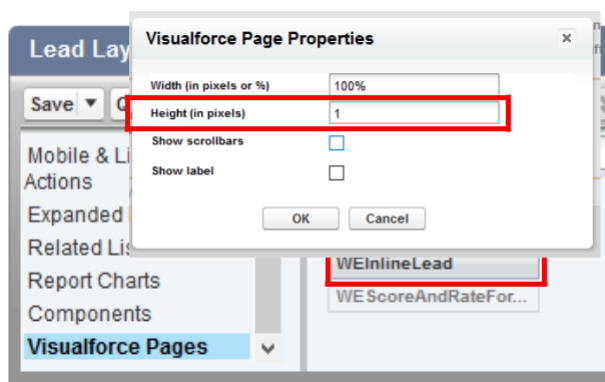 Lead Lay
Visualforce Page Properties
x
Width (in pixels or %)
100%
Height (in pixels)
1
Show scrollbars
Show label
OK
Cancel
Save
Mobile & Li
Actions
Expanded
Related Lis
Report Charts
Components
Visualforce Pages
WEInlineLead
WEScoreAndRateFor...